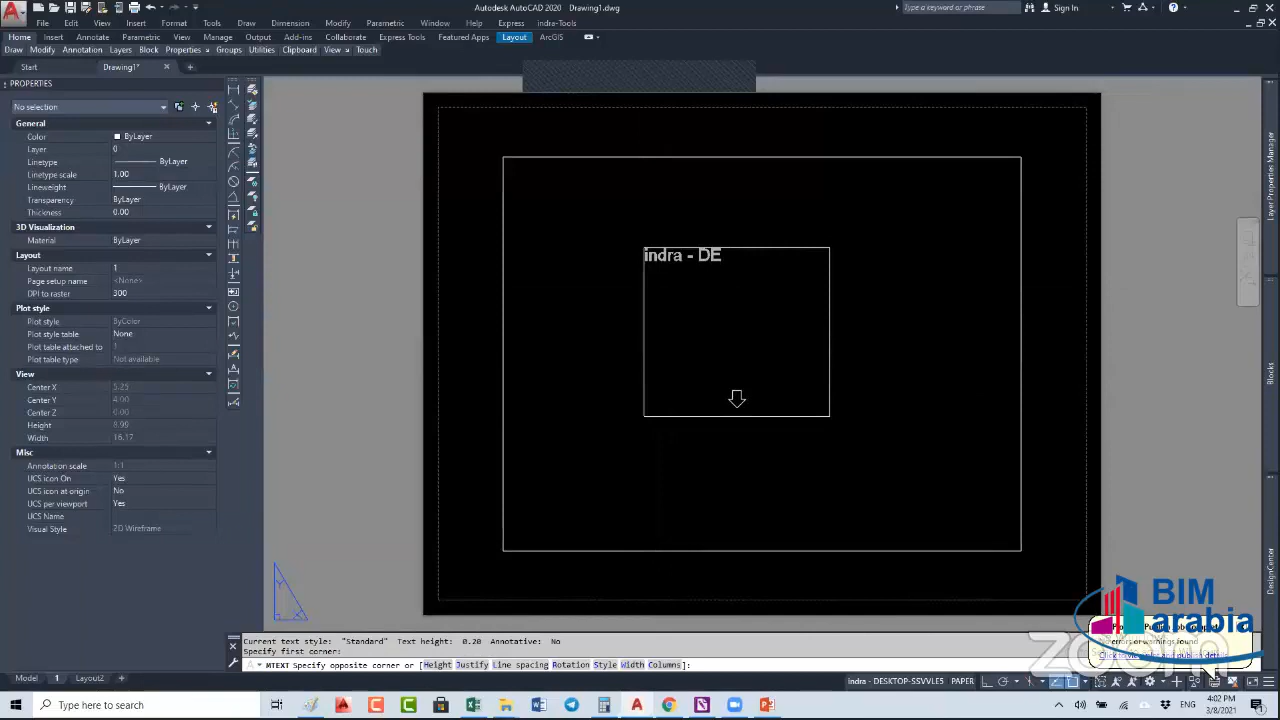 Autodesk AutoCAD 2020 Drawing1.dwg
Type a keyword or phrase
Sign In
File Edit View Insert Format Tools Draw Dimension Modify Parametric Window Help Express indra-Tools
Home Insert Annotate Parametric View Manage Output Add-ins Collaborate Express Tools Featured Apps Layout ArcGIS
Draw Modify Annotation Layers Block Properties Groups Utilities Clipboard View Touch
Start Drawing1*
PROPERTIES
No selection
General
Color ByLayer
Layer 0
Linetype ByLayer
Linetype scale 1.00
Lineweight ByLayer
Transparency ByLayer
Thickness 0.00
3D Visualization
Material ByLayer
Layout
Layout name 1
Page setup name <None>
DPI to raster 300
Plot style
Plot style ByColor
Plot style table None
Plot table attached to 1
Plot table type Not available
View
Center X 5.25
Center Y 4.00
Center Z 0.00
Height 8.99
Width 16.17
Misc
Annotation scale 1:1
UCS icon On Yes
UCS icon at origin No
UCS per viewport Yes
UCS Name
Visual Style 2D Wireframe
indra - DE
Layer Properties Manager
Blocks
DesignCenter
BIM
arabia
errors or warnings found
zoom
Current text style: "Standard" Text height: 0.20 Annotative: No
Specify first corner:
MTEXT Specify opposite corner or [Height Justify Line spacing Rotation Style Width Columns]:
Model 1 Layout2 +
indra - DESKTOP-SSVVLE5 PAPER
Type here to search
4:02 PM
3/8/2021